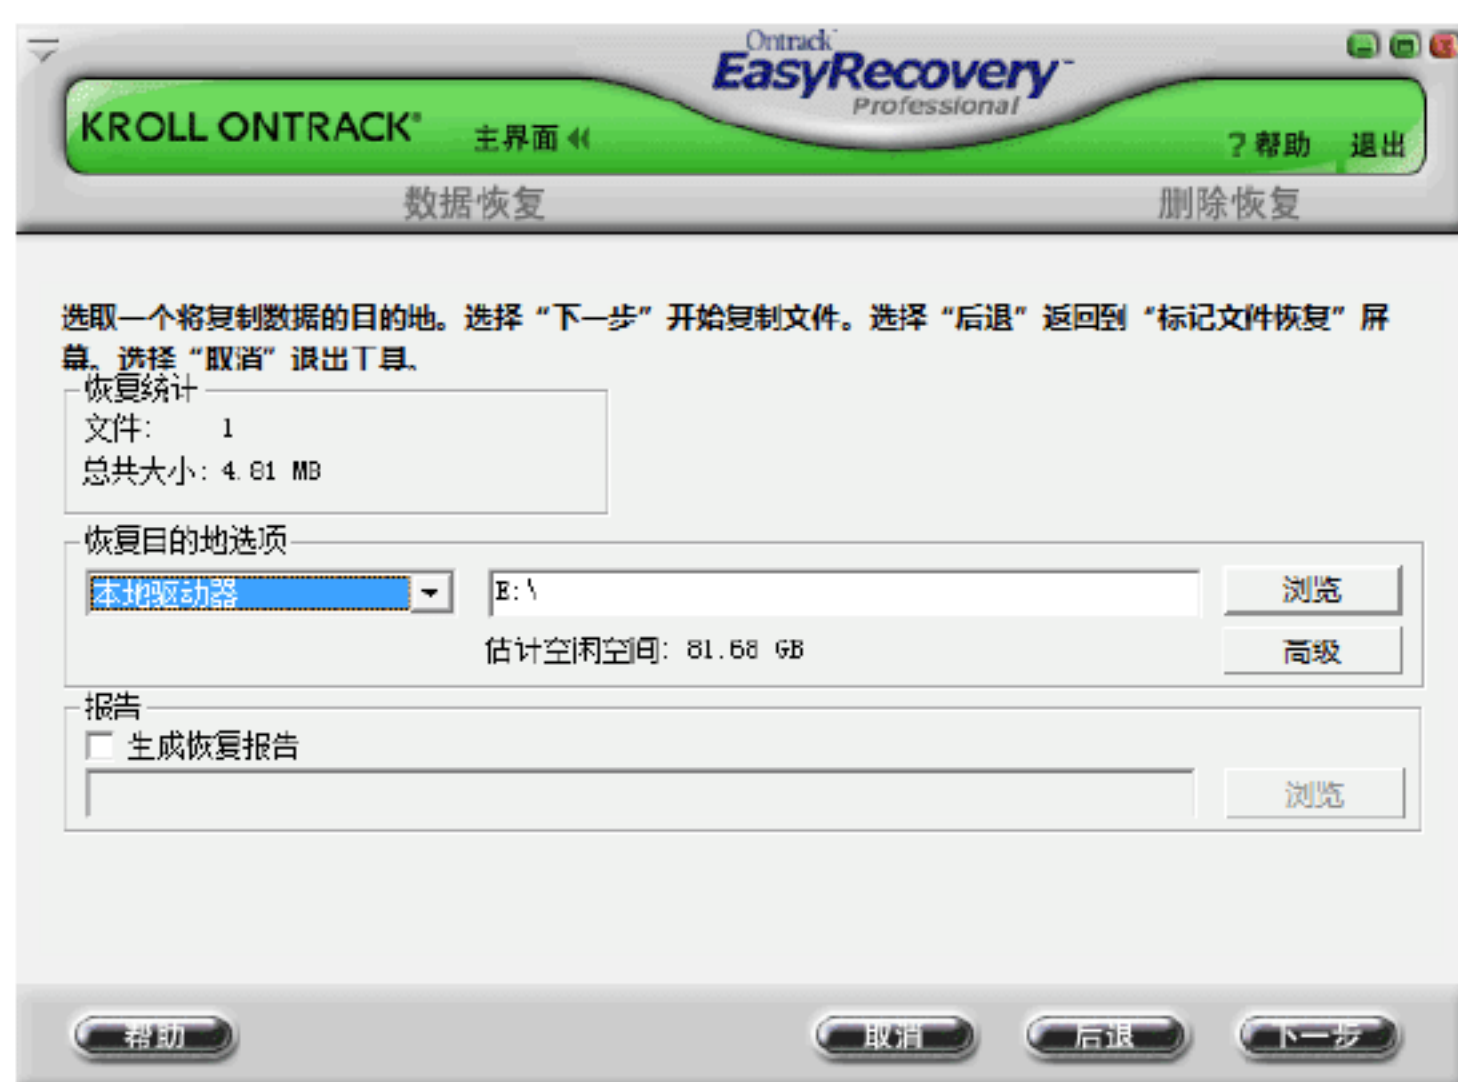 Ontrack
EasyRecovery™
Professional
KROLL ONTRACK®
主界面
?帮助 退出
数据恢复 删除恢复
选取一个将复制数据的目的地。选择“下一步”开始复制文件。选择“后退”返回到“标记文件恢复”屏
幕。选择“取消”退出工具。
恢复统计
文件: 1
总共大小: 4.81 MB
恢复目的地选项
本地驱动器 E:\ 浏览
估计空闲空间: 81.68 GB 高级
报告
生成恢复报告
浏览
帮助 取消 后退 下一步